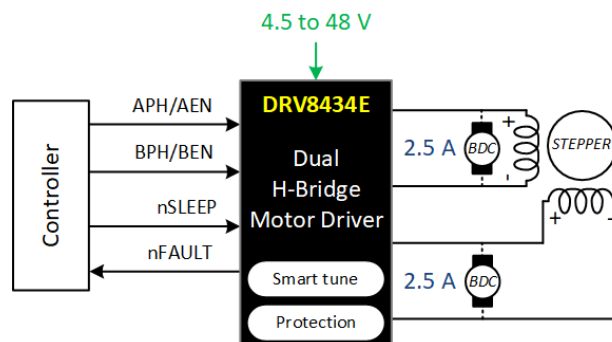 4.5 to 48 V
Controller
APH/AEN
BPH/BEN
nSLEEP
nFAULT
DRV8434E
Dual
H-Bridge
Motor Driver
Smart tune
Protection
2.5 A
BDC
+
-
STEPPER
+ -
2.5 A
BDC